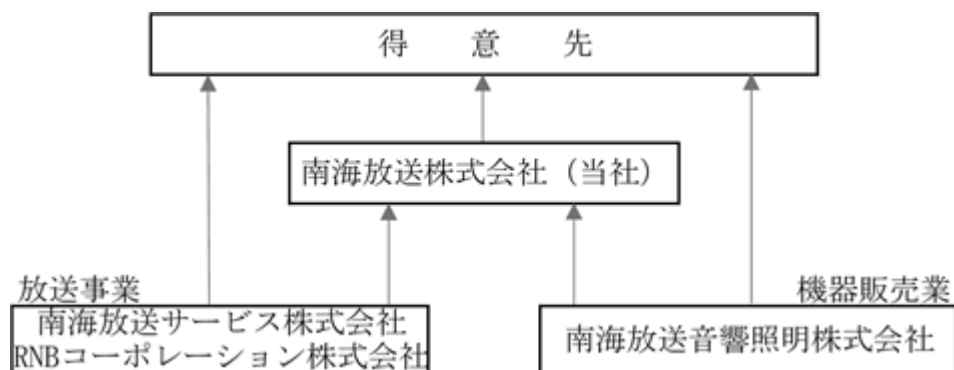 得意先
南海放送株式会社（当社）
放送事業
南海放送サービス株式会社
RNBコーポレーション株式会社
機器販売業
南海放送音響照明株式会社